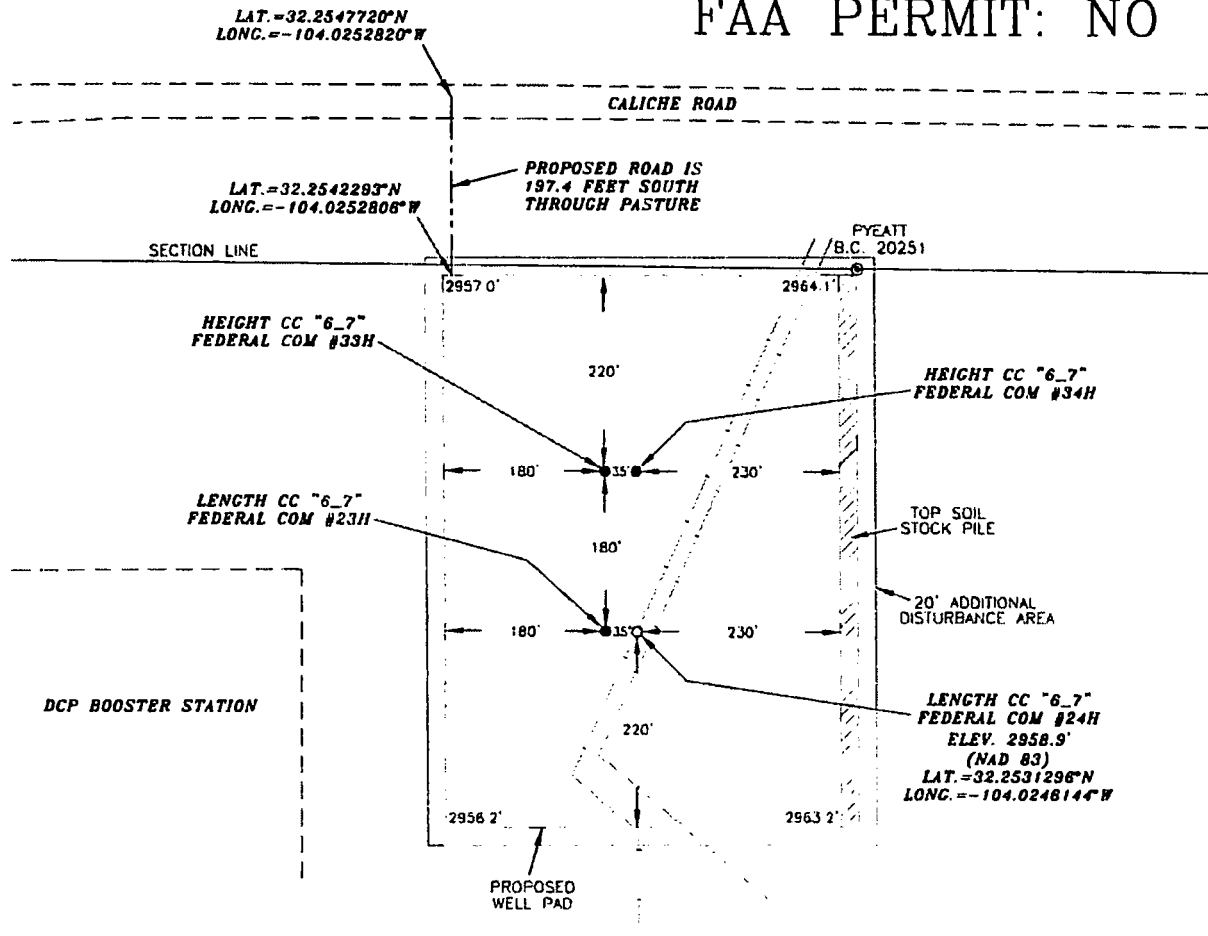 FAA PERMIT: NO
LAT.=32.2547720°N
LONG.=-104.0252820°W
CALICHE ROAD
PROPOSED ROAD IS
197.4 FEET SOUTH
THROUGH PASTURE
LAT.=32.2542293°N
LONG.=-104.0252806°W
SECTION LINE
PYEATT
B.C. 20251
2957.0'
2964.1'
HEIGHT CC "6_7"
FEDERAL COM #33H
220'
HEIGHT CC "6_7"
FEDERAL COM #34H
180'
35'
230'
LENGTH CC "6_7"
FEDERAL COM #23H
TOP SOIL
STOCK PILE
180'
20' ADDITIONAL
DISTURBANCE AREA
180'
35'
230'
DCP BOOSTER STATION
LENGTH CC "6_7"
FEDERAL COM #24H
ELEV. 2958.9'
(NAD 83)
LAT.=32.2531296°N
LONG.=-104.0246144°W
220'
2956.2'
2963.2'
PROPOSED
WELL PAD